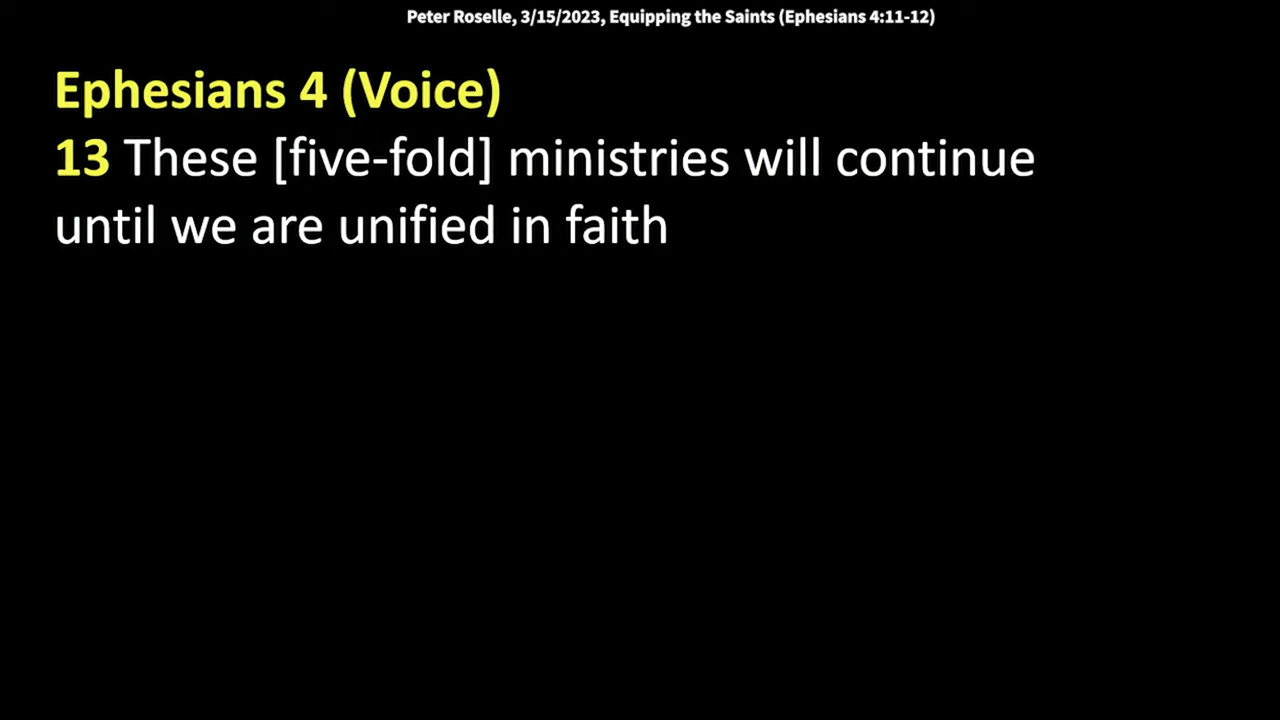 Peter Roselle, 3/15/2023, Equipping the Saints (Ephesians 4:11-12)
Ephesians 4 (Voice)
13 These [five-fold] ministries will continue
until we are unified in faith